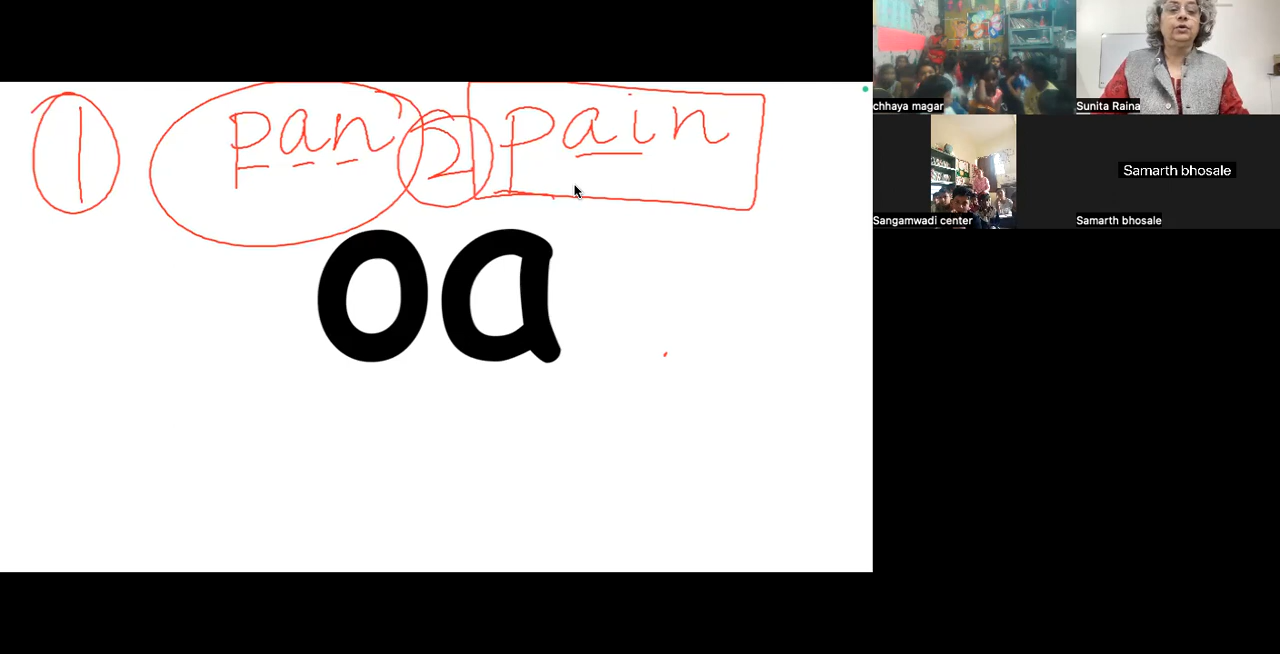 1 pan 2 pain
oa
chhaya magar
Sunita Raina
Samarth bhosale
Sangamwadi center
Samarth bhosale